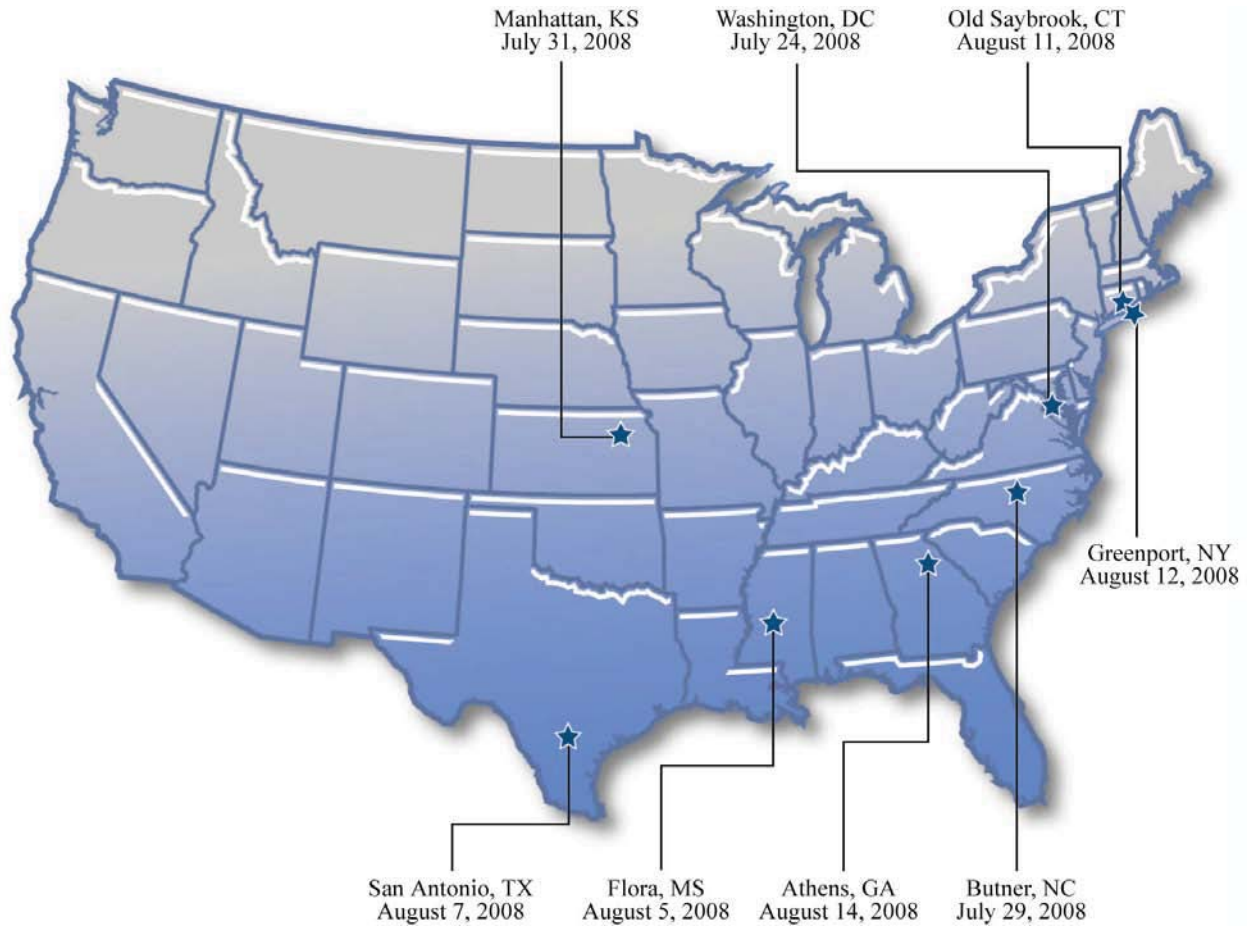 Manhattan, KS
July 31, 2008
Washington, DC
July 24, 2008
Old Saybrook, CT
August 11, 2008
Greenport, NY
August 12, 2008
San Antonio, TX
August 7, 2008
Flora, MS
August 5, 2008
Athens, GA
August 14, 2008
Butner, NC
July 29, 2008